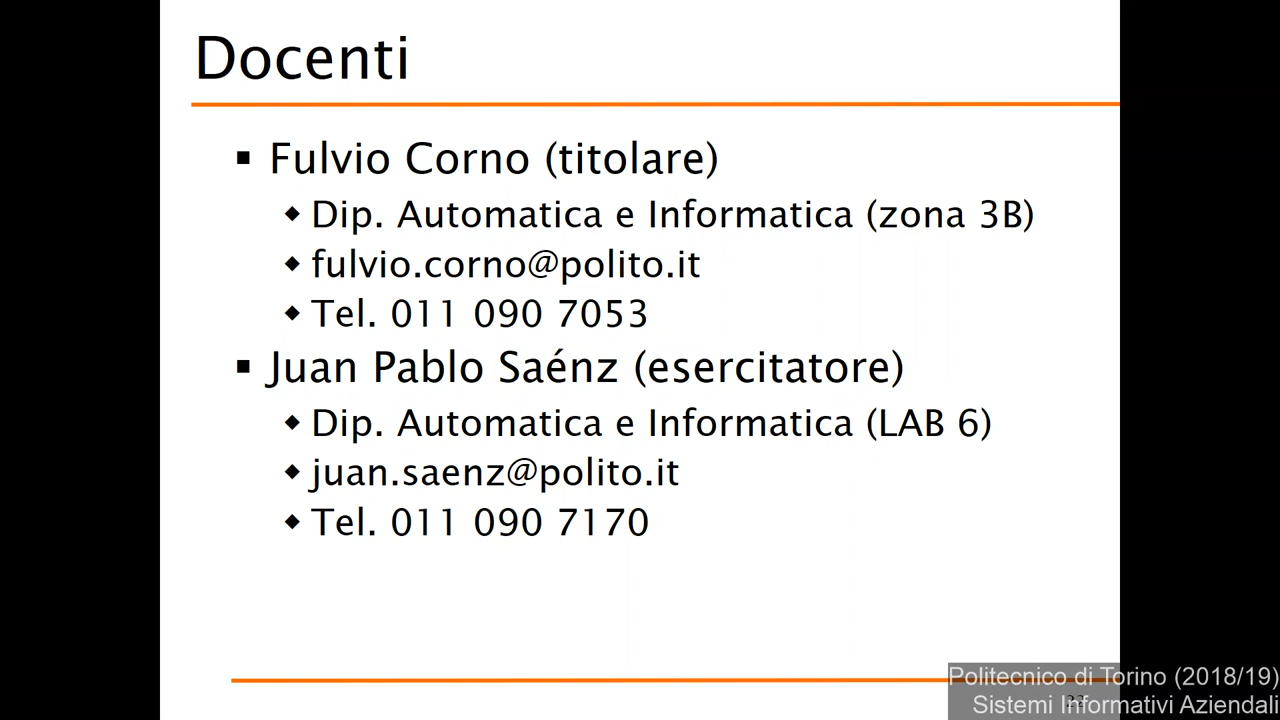 Docenti
▪ Fulvio Corno (titolare)
◆ Dip. Automatica e Informatica (zona 3B)
◆ fulvio.corno@polito.it
◆ Tel. 011 090 7053
▪ Juan Pablo Saénz (esercitatore)
◆ Dip. Automatica e Informatica (LAB 6)
◆ juan.saenz@polito.it
◆ Tel. 011 090 7170
Politecnico di Torino (2018/19)
Sistemi Informativi Aziendali